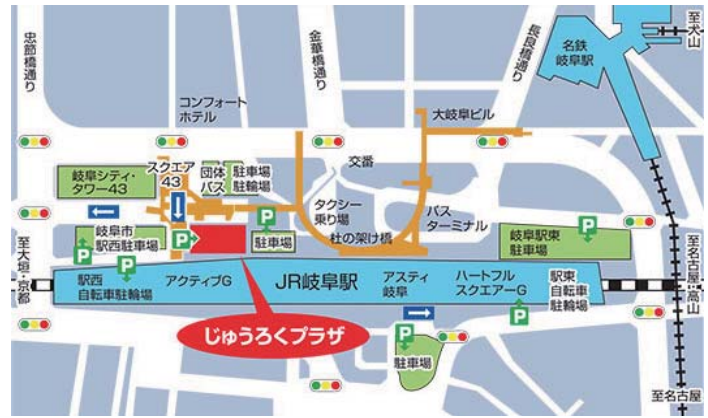 忠節橋通り
金華橋通り
長良橋通り
至犬山
名鉄
岐阜駅
コンフォート
ホテル
大岐阜ビル
交番
岐阜シティ・
タワー43
スクエア
43
団体
バス
駐車場
駐輪場
タクシー
乗り場
バス
ターミナル
杜の架け橋
岐阜市
駅西駐車場
P
P
P
駐車場
岐阜駅東
駐車場
P
至大垣・京都
P
駅西
自転車駐輪場
アクティブG
JR岐阜駅
アスティ
岐阜
ハートフル
スクエアーG
駅東
自転車
駐輪場
P
至名古屋・高山
じゅうろくプラザ
P
駐車場
至名古屋